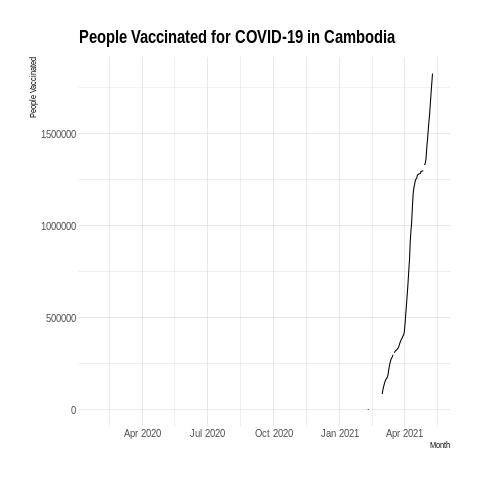 People Vaccinated for COVID-19 in Cambodia
People Vaccinated
1500000
1000000
500000
0
Apr 2020 Jul 2020 Oct 2020 Jan 2021 Apr 2021
Month